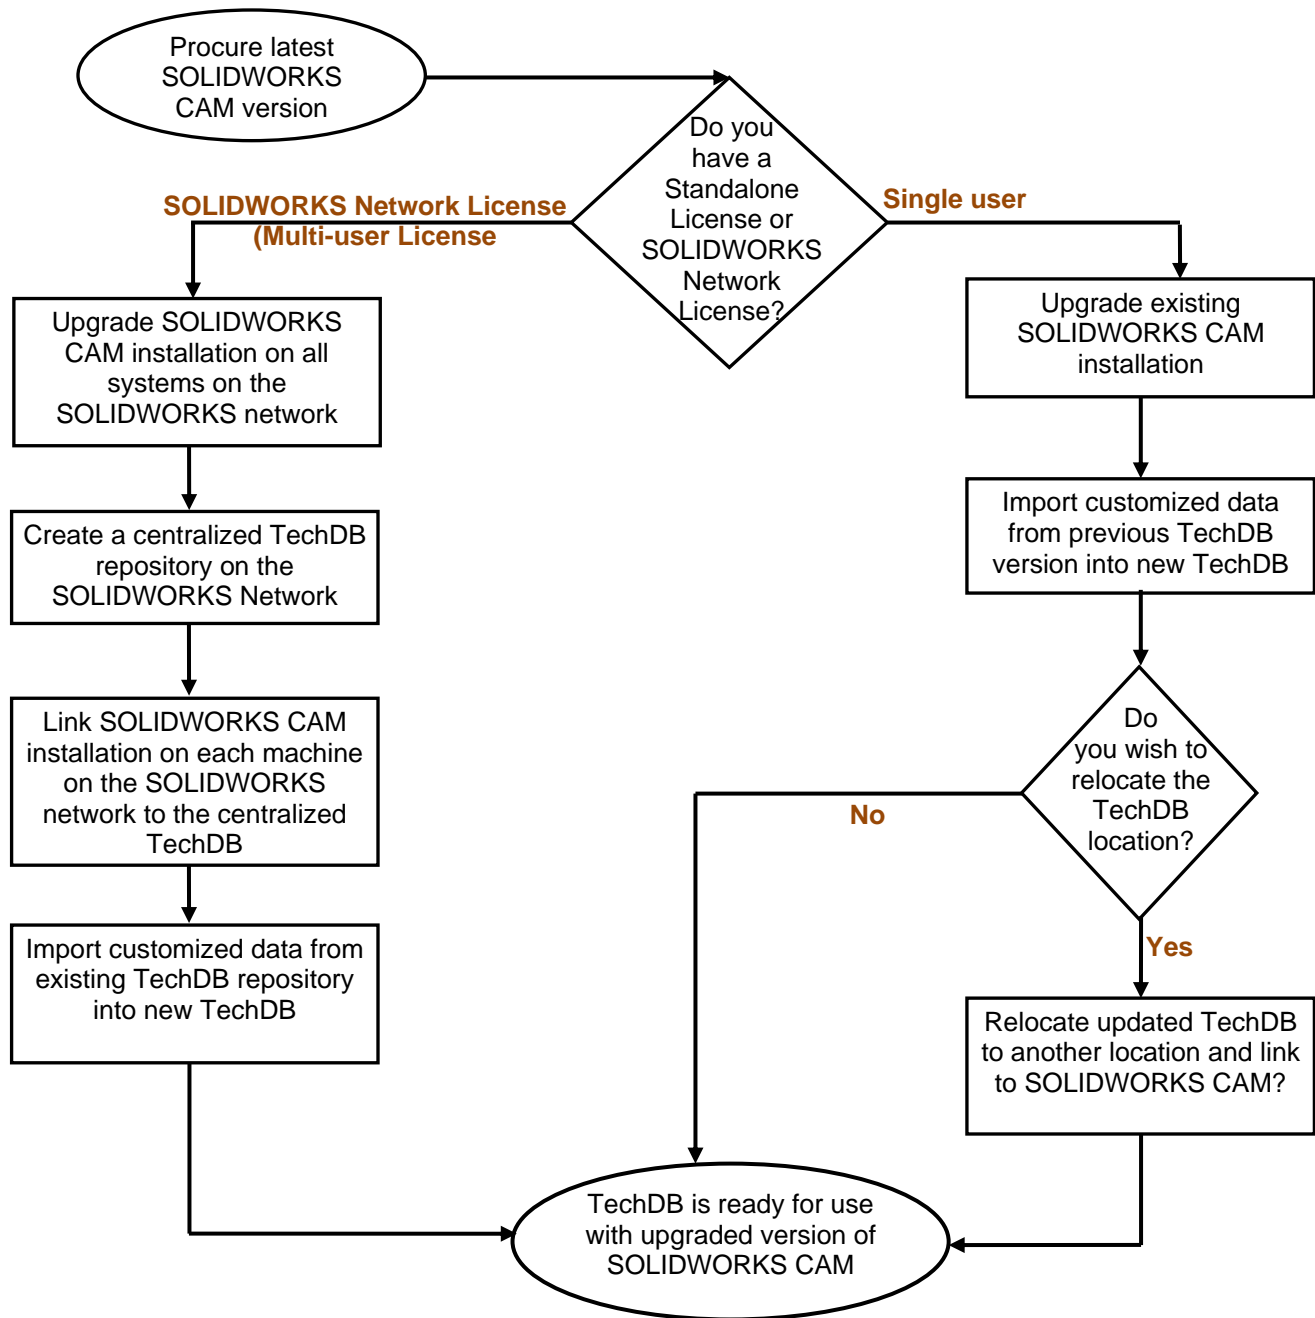 Procure latest
SOLIDWORKS
CAM version
Do you
have a
Standalone
License or
SOLIDWORKS
Network
License?
SOLIDWORKS Network License
(Multi-user License
Single user
Upgrade SOLIDWORKS
CAM installation on all
systems on the
SOLIDWORKS network
Create a centralized TechDB
repository on the
SOLIDWORKS Network
Link SOLIDWORKS CAM
installation on each machine
on the SOLIDWORKS
network to the centralized
TechDB
Import customized data from
existing TechDB repository
into new TechDB
Upgrade existing
SOLIDWORKS CAM
installation
Import customized data
from previous TechDB
version into new TechDB
Do
you wish to
relocate the
TechDB
location?
No
Yes
Relocate updated TechDB
to another location and link
to SOLIDWORKS CAM?
TechDB is ready for use
with upgraded version of
SOLIDWORKS CAM